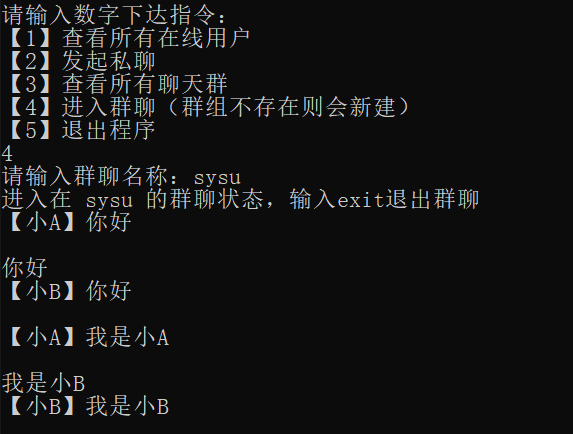 请输入数字下达指令:
【1】查看所有在线用户
【2】发起私聊
【3】查看所有聊天群
【4】进入群聊（群组不存在则会新建）
【5】退出程序
4
请输入群聊名称：sysu
进入在 sysu 的群聊状态，输入exit退出群聊
【小A】你好
你好
【小B】你好
【小A】我是小A
我是小B
【小B】我是小B